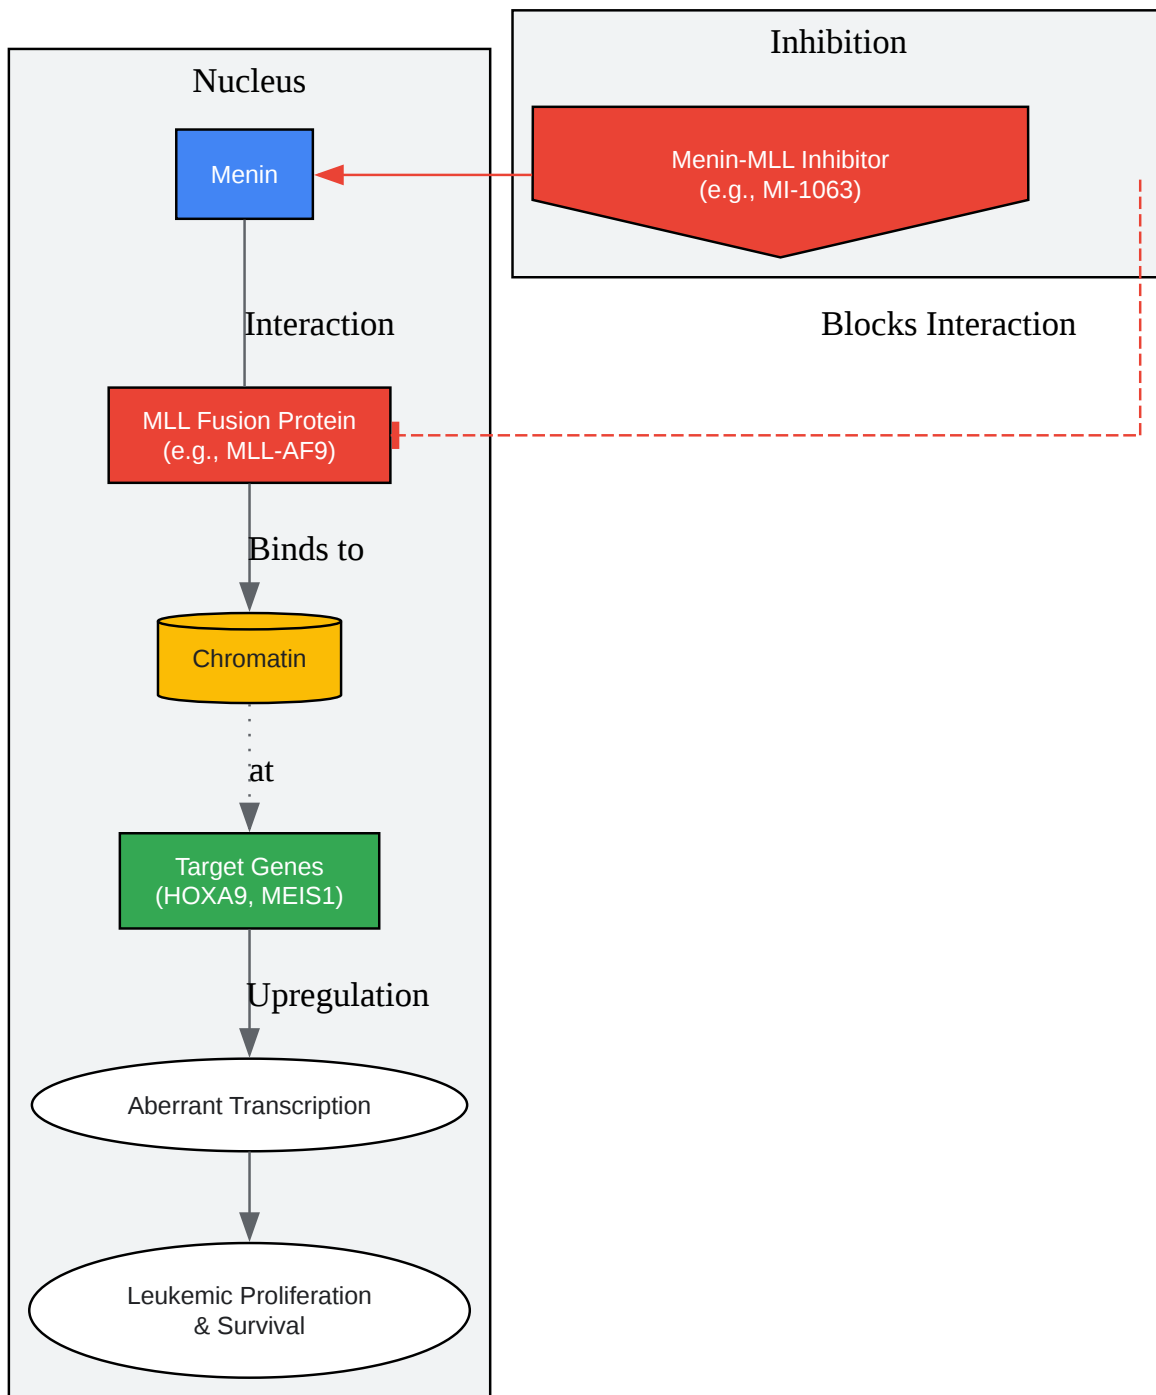 Inhibition
Nucleus
Menin-MLL Inhibitor
(e.g., MI-1063)
Menin
Interaction
Blocks Interaction
MLL Fusion Protein
(e.g., MLL-AF9)
Binds to
Chromatin
at
Target Genes
(HOXA9, MEIS1)
Upregulation
Aberrant Transcription
Leukemic Proliferation
& Survival